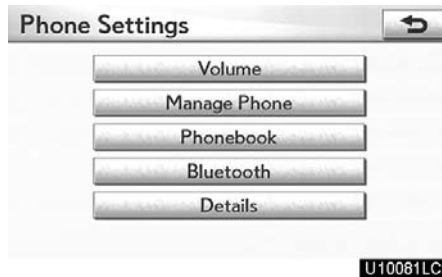 Phone Settings
Volume
Manage Phone
Phonebook
Bluetooth
Details
U10081LC